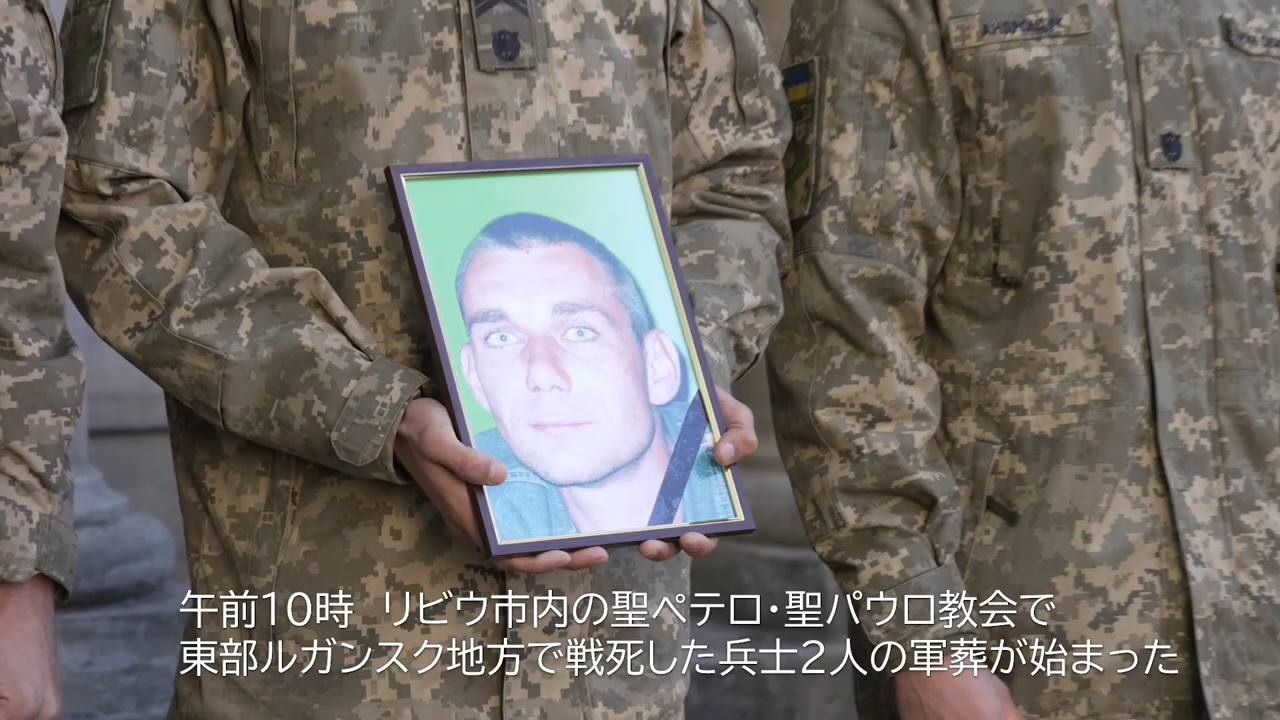 午前10時　リビウ市内の聖ペテロ・聖パウロ教会で
東部ルガンスク地方で戦死した兵士2人の軍葬が始まった